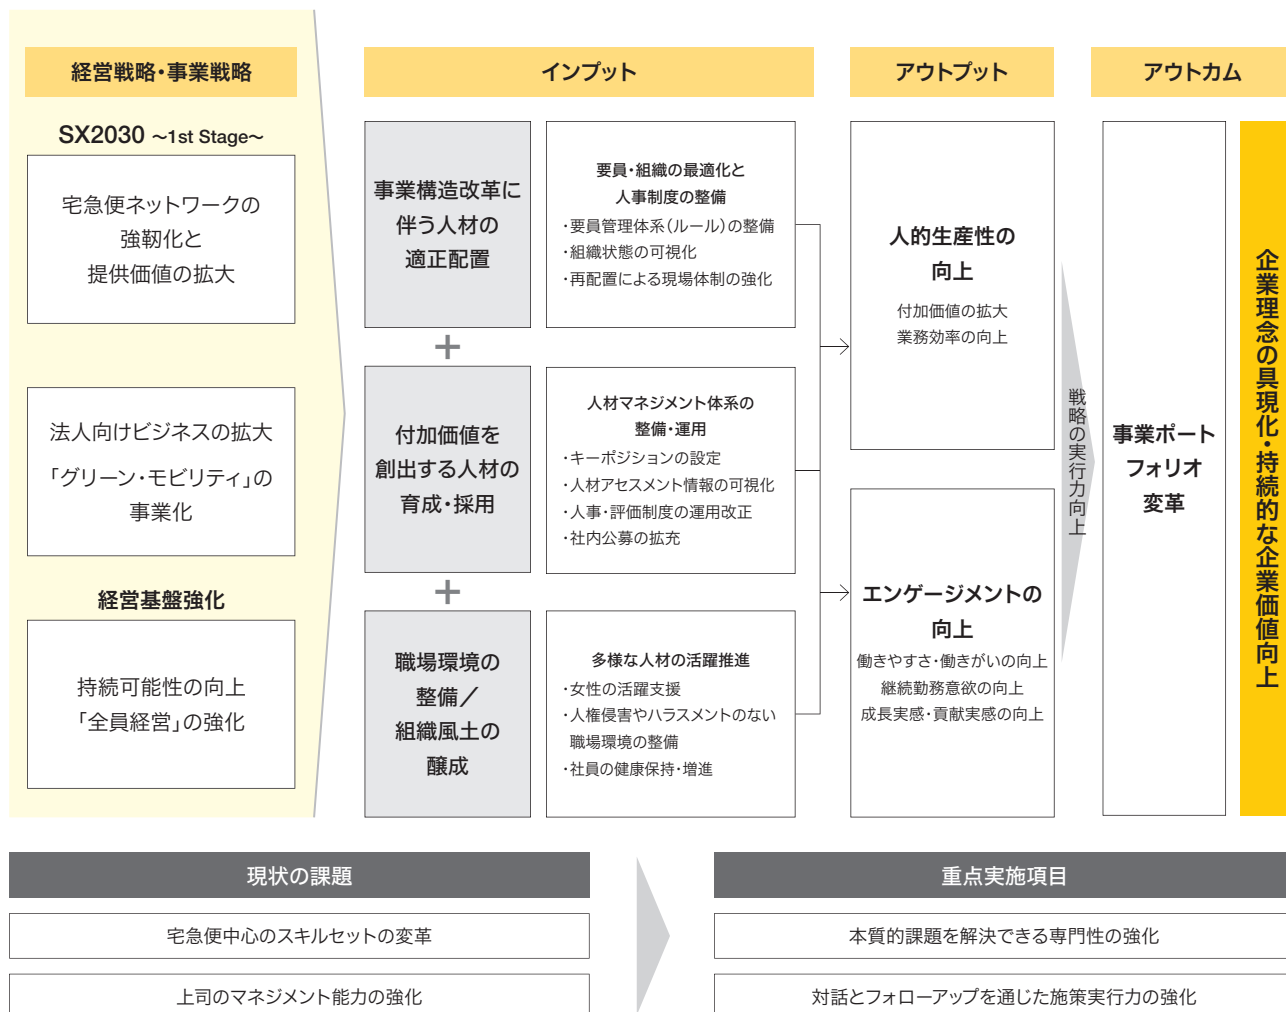 経営戦略・事業戦略
SX2030 ～1st Stage～
宅急便ネットワークの
強靭化と
提供価値の拡大
法人向けビジネスの拡大
「グリーン・モビリティ」の
事業化
経営基盤強化
持続可能性の向上
「全員経営」の強化
インプット
事業構造改革に
伴う人材の
適正配置
＋
付加価値を
創出する人材の
育成・採用
＋
職場環境の
整備／
組織風土の
醸成
要員・組織の最適化と
人事制度の整備
・要員管理体系（ルール）の整備
・組織状態の可視化
・再配置による現場体制の強化
人材マネジメント体系の
整備・運用
・キーポジションの設定
・人材アセスメント情報の可視化
・人事・評価制度の運用改正
・社内公募の拡充
多様な人材の活躍推進
・女性の活躍支援
・人権侵害やハラスメントのない
職場環境の整備
・社員の健康保持・増進
アウトプット
人的生産性の
向上
付加価値の拡大
業務効率の向上
エンゲージメントの
向上
働きやすさ・働きがいの向上
継続勤務意欲の向上
成長実感・貢献実感の向上
戦略の実行力向上
アウトカム
事業ポート
フォリオ
変革
企業理念の具現化・持続的な企業価値向上
現状の課題
宅急便中心のスキルセットの変革
上司のマネジメント能力の強化
重点実施項目
本質的課題を解決できる専門性の強化
対話とフォローアップを通じた施策実行力の強化